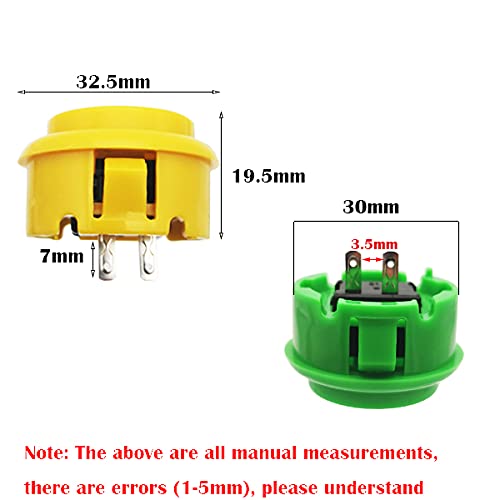 32.5mm
19.5mm
7mm
30mm
3.5mm
Note: The above are all manual measurements,
there are errors (1-5mm), please understand